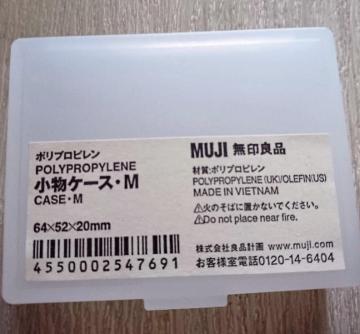 ポリプロピレン
POLYPROPYLENE
小物ケース・M
CASE・M
64×52×20mm
4550002547691
MUJI 無印良品
材質:ポリプロピレン
POLYPROPYLENE(UK)/OLEFIN(US)
MADE IN VIETNAM
⚠火のそばに置かないでください。
⚠Do not place near fire.
株式会社良品計画 www.muji.com
お客様室電話0120-14-6404